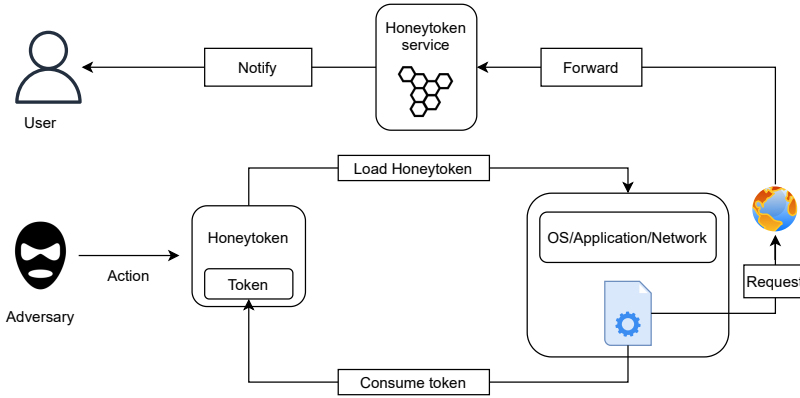 Honeytoken
service
Notify
Forward
User
Load Honeytoken
Honeytoken
OS/Application/Network
Token
Action
Request
Adversary
Consume token